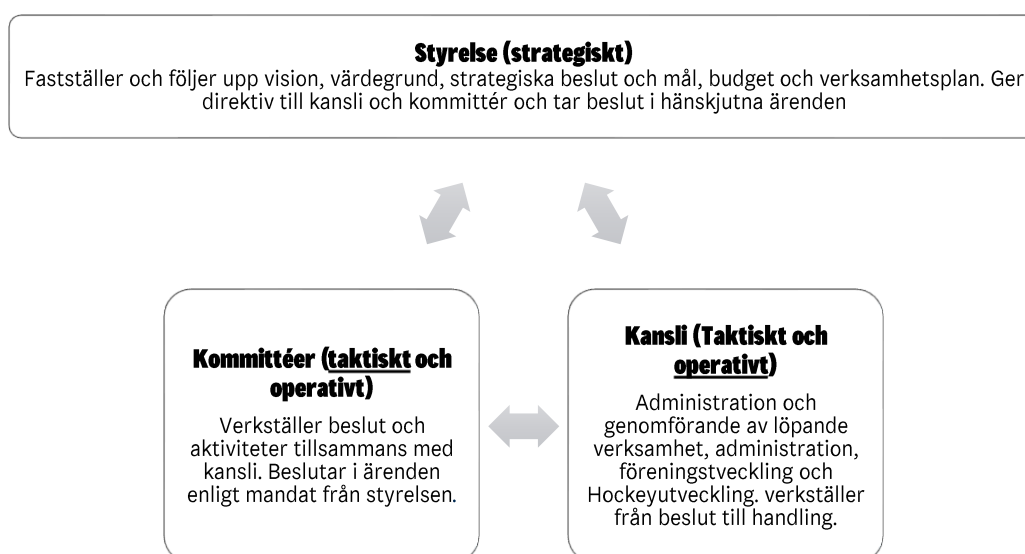 Styrelse (strategiskt)
Fastställer och följer upp vision, värdegrund, strategiska beslut och mål, budget och verksamhetsplan. Ger
direktiv till kansli och kommittér och tar beslut i hänskjutna ärenden
Kommittéer (taktiskt och
operativt)
Verkställer beslut och
aktiviteter tillsammans med
kansli. Beslutar i ärenden
enligt mandat från styrelsen.
Kansli (Taktiskt och
operativt)
Administration och
genomförande av löpande
verksamhet, administration,
föreningstveckling och
Hockeyutveckling. verkställer
från beslut till handling.